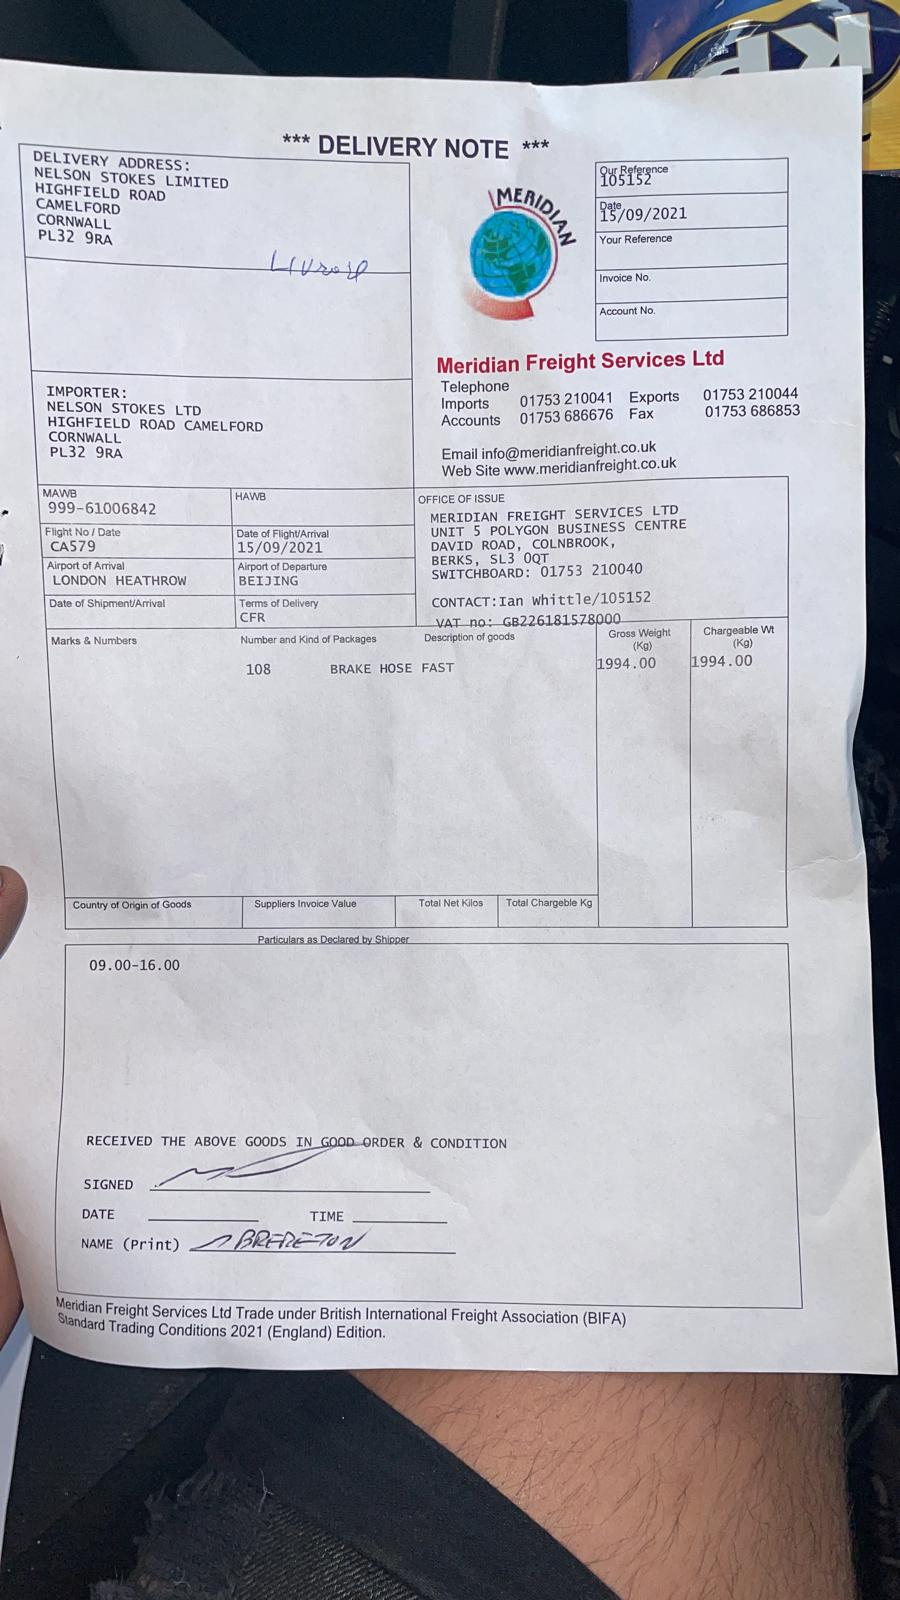 *** DELIVERY NOTE ***
DELIVERY ADDRESS:
NELSON STOKES LIMITED
HIGHFIELD ROAD
CAMELFORD
CORNWALL
PL32 9RA
MERIDIAN
Our Reference
105152
Date
15/09/2021
Your Reference
Invoice No.
Account No.
Meridian Freight Services Ltd
Telephone
Imports 01753 210041 Exports 01753 210044
Accounts 01753 686676 Fax 01753 686853
Email info@meridianfreight.co.uk
Web Site www.meridianfreight.co.uk
IMPORTER:
NELSON STOKES LTD
HIGHFIELD ROAD CAMELFORD
CORNWALL
PL32 9RA
MAWB
999-61006842
HAWB
Flight No / Date
CA579
Date of Flight/Arrival
15/09/2021
Airport of Arrival
LONDON HEATHROW
Airport of Departure
BEIJING
Date of Shipment/Arrival
Terms of Delivery
CFR
OFFICE OF ISSUE
MERIDIAN FREIGHT SERVICES LTD
UNIT 5 POLYGON BUSINESS CENTRE
DAVID ROAD, COLNBROOK,
BERKS, SL3 0QT
SWITCHBOARD: 01753 210040
CONTACT:Ian Whittle/105152
VAT no: GB226181578000
Marks & Numbers
Number and Kind of Packages
Description of goods
Gross Weight
(Kg)
Chargeable Wt
(Kg)
108 BRAKE HOSE FAST 1994.00 1994.00
Country of Origin of Goods
Suppliers Invoice Value
Total Net Kilos
Total Chargeable Kg
Particulars as Declared by Shipper
09.00-16.00
RECEIVED THE ABOVE GOODS IN GOOD ORDER & CONDITION
SIGNED
DATE TIME
NAME (Print) BRERETON
Meridian Freight Services Ltd Trade under British International Freight Association (BIFA)
Standard Trading Conditions 2021 (England) Edition.
KP